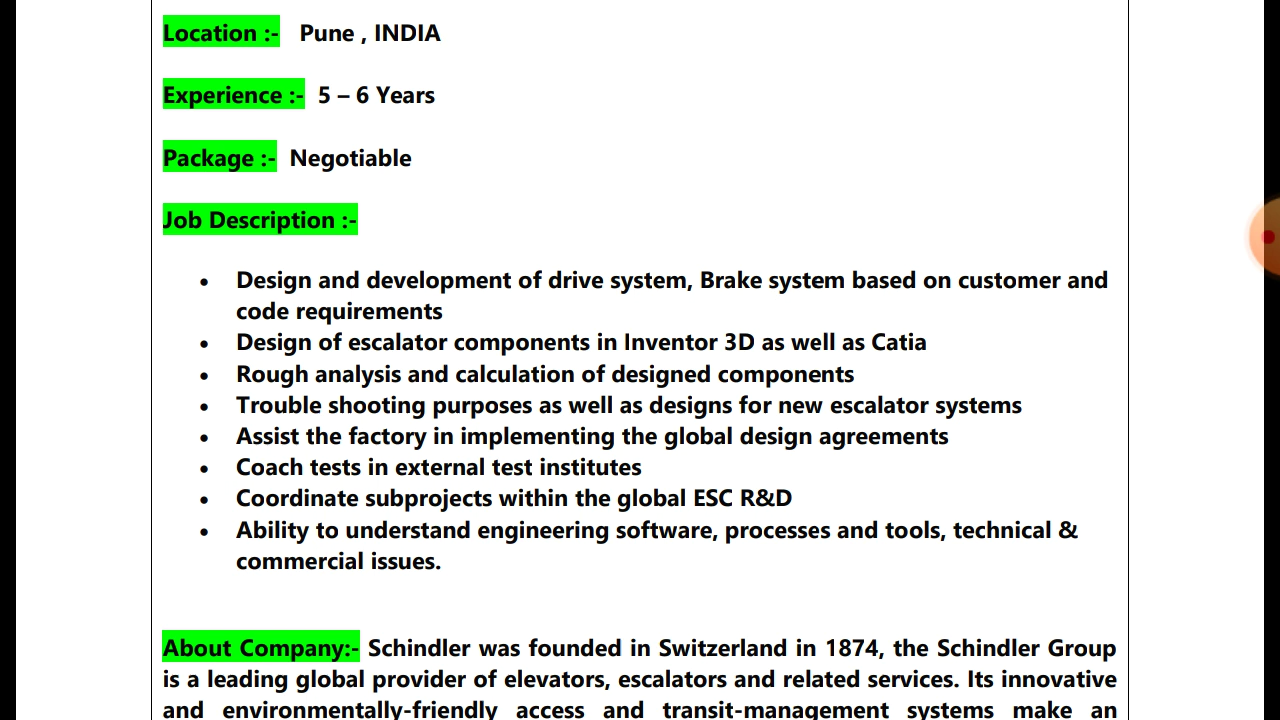 Location :- Pune , INDIA
Experience :- 5 – 6 Years
Package :- Negotiable
Job Description :-
• Design and development of drive system, Brake system based on customer and
code requirements
• Design of escalator components in Inventor 3D as well as Catia
• Rough analysis and calculation of designed components
• Trouble shooting purposes as well as designs for new escalator systems
• Assist the factory in implementing the global design agreements
• Coach tests in external test institutes
• Coordinate subprojects within the global ESC R&D
• Ability to understand engineering software, processes and tools, technical &
commercial issues.
About Company:- Schindler was founded in Switzerland in 1874, the Schindler Group
is a leading global provider of elevators, escalators and related services. Its innovative
and environmentally-friendly access and transit-management systems make an